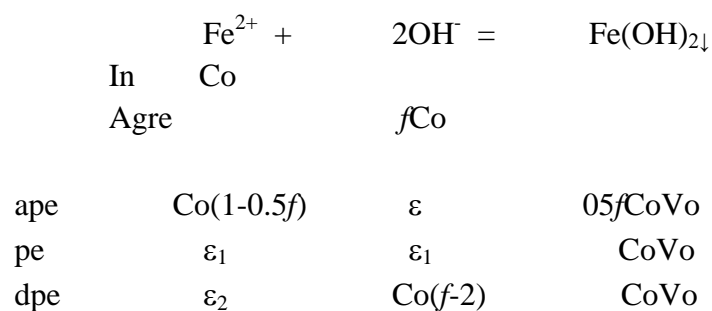 Fe²⁺ + 2OH⁻ = Fe(OH)₂↓
In Co
Agre fCo
ape Co(1-0.5f) ε 05fCoVo
pe ε₁ ε₁ CoVo
dpe ε₂ Co(f-2) CoVo